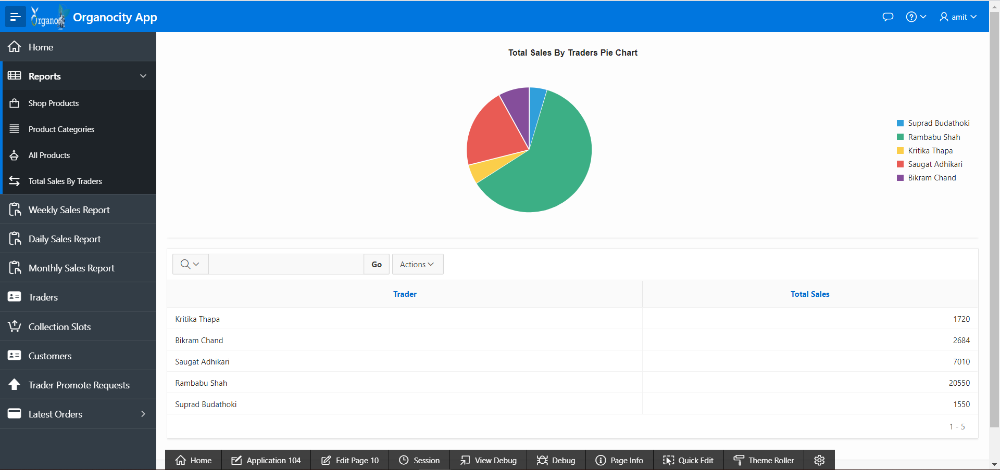 Organo
Organocity App
amit
Home
Reports
Shop Products
Product Categories
All Products
Total Sales By Traders
Weekly Sales Report
Daily Sales Report
Monthly Sales Report
Traders
Collection Slots
Customers
Trader Promote Requests
Latest Orders
Total Sales By Traders Pie Chart
Suprad Budathoki
Rambabu Shah
Kritika Thapa
Saugat Adhikari
Bikram Chand
Go Actions
Trader Total Sales
Kritika Thapa 1720
Bikram Chand 2684
Saugat Adhikari 7010
Rambabu Shah 20550
Suprad Budathoki 1550
1 - 5
Home Application 104 Edit Page 10 Session View Debug Debug Page Info Quick Edit Theme Roller